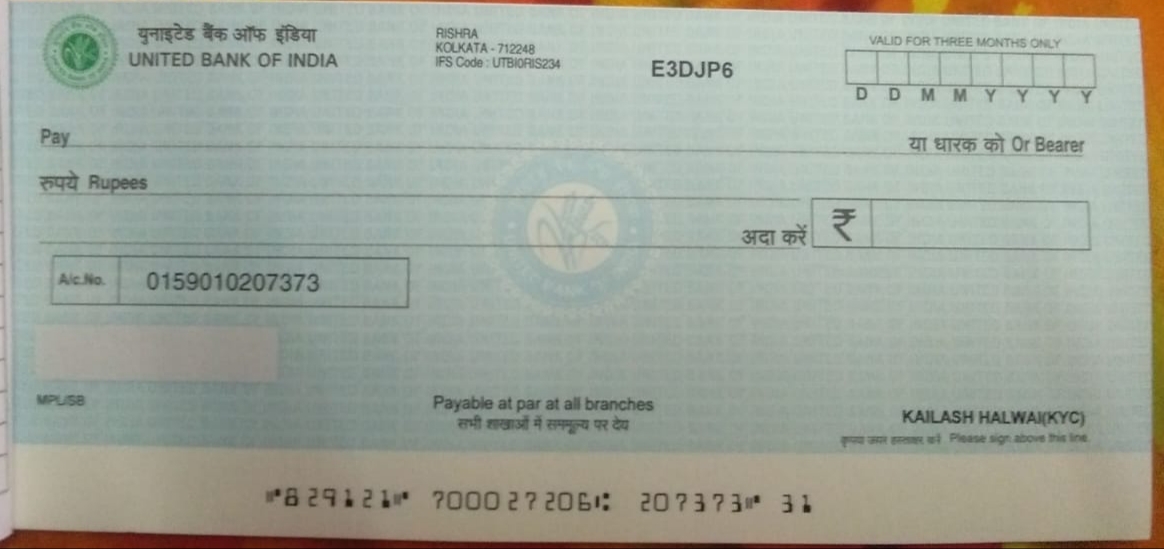 युनाइटेड बैंक ऑफ इंडिया
UNITED BANK OF INDIA
RISHRA
KOLKATA - 712248
IFS Code : UTBI0RIS234
E3DJP6
VALID FOR THREE MONTHS ONLY
D D M M Y Y Y Y
Pay
या धारक को Or Bearer
रुपये Rupees
अदा करें ₹
A/c.No. 0159010207373
MPL/SB
Payable at par at all branches
सभी शाखाओं में सममूल्य पर देय
KAILASH HALWAI(KYC)
Please sign above this line.
⑈829121⑈ 700027206⑆ 207373⑈ 31